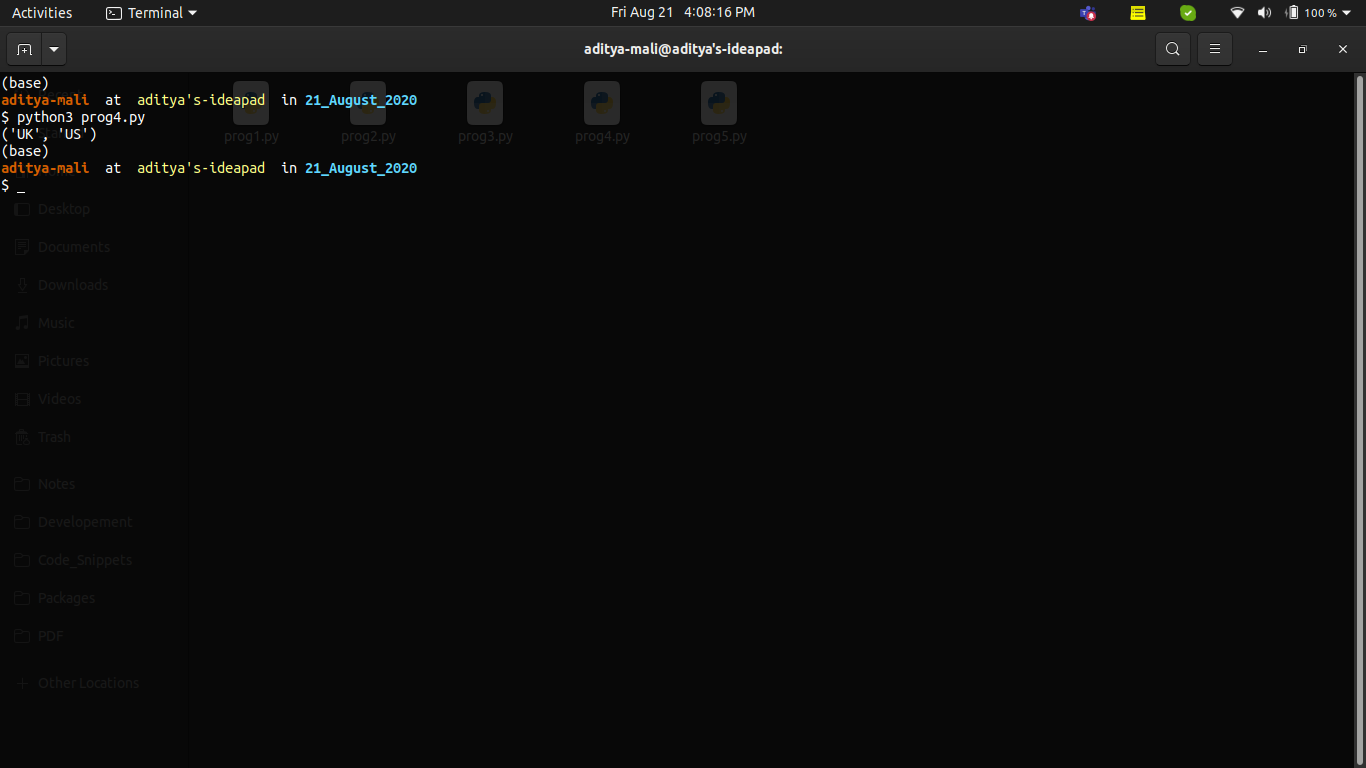 Activities Terminal Fri Aug 21 4:08:16 PM 100 %
aditya-mali@aditya's-ideapad:
(base)
aditya-mali at aditya's-ideapad in 21_August_2020
$ python3 prog4.py
('UK', 'US')
(base)
aditya-mali at aditya's-ideapad in 21_August_2020
$ _
prog1.py prog2.py prog3.py prog4.py prog5.py
Desktop
Documents
Downloads
Music
Pictures
Videos
Trash
Notes
Developement
Code_Snippets
Packages
PDF
Other Locations